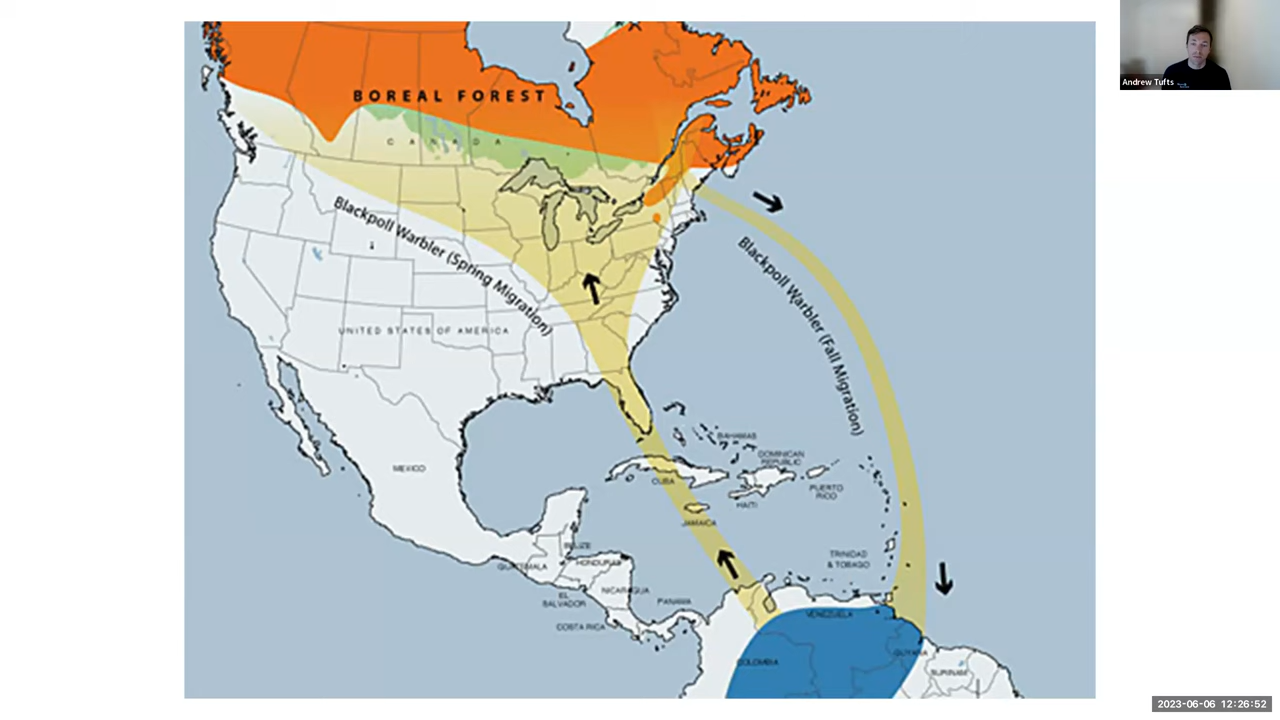 Andrew Tufts
BOREAL FOREST
CANADA
Blackpoll Warbler (Spring Migration)
Blackpoll Warbler (Fall Migration)
UNITED STATES OF AMERICA
MEXICO
BAHAMAS
DOMINICAN
REPUBLIC
CUBA
PUERTO
RICO
HAITI
JAMAICA
BELIZE
GUATEMALA
HONDURAS
TRINIDAD
& TOBAGO
EL
SALVADOR
NICARAGUA
PANAMA
COSTA RICA
VENEZUELA
GUYANA
COLOMBIA
SURINAME
2023-06-06 12:26:52